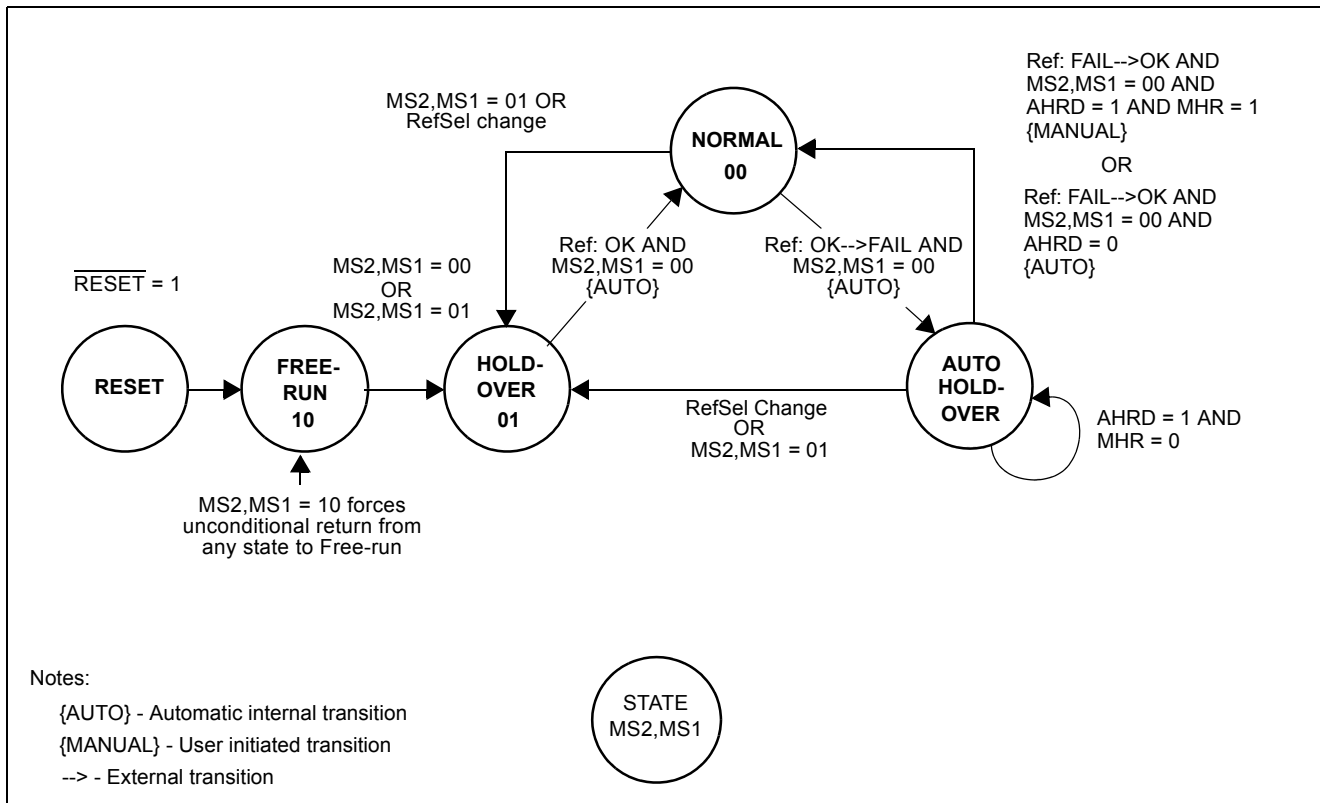 Ref: FAIL-->OK AND
MS2,MS1 = 00 AND
AHRD = 1 AND MHR = 1
{MANUAL}
OR
Ref: FAIL-->OK AND
MS2,MS1 = 00 AND
AHRD = 0
{AUTO}
MS2,MS1 = 01 OR
RefSel change
NORMAL
00
Ref: OK AND
MS2,MS1 = 00
{AUTO}
Ref: OK-->FAIL AND
MS2,MS1 = 00
{AUTO}
RESET = 1
MS2,MS1 = 00
OR
MS2,MS1 = 01
RESET
FREE-
RUN
10
HOLD-
OVER
01
AUTO
HOLD-
OVER
RefSel Change
OR
MS2,MS1 = 01
AHRD = 1 AND
MHR = 0
MS2,MS1 = 10 forces
unconditional return from
any state to Free-run
Notes:
{AUTO} - Automatic internal transition
{MANUAL} - User initiated transition
--> - External transition
STATE
MS2,MS1